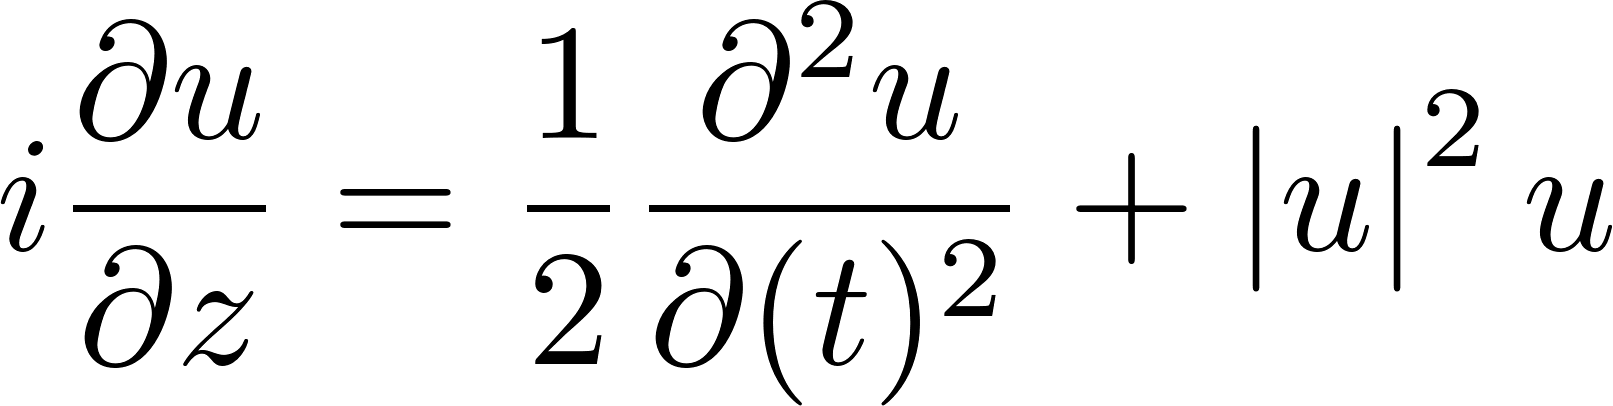 i ∂u/∂z = 1/2 ∂²u/∂(t)² + |u|² u